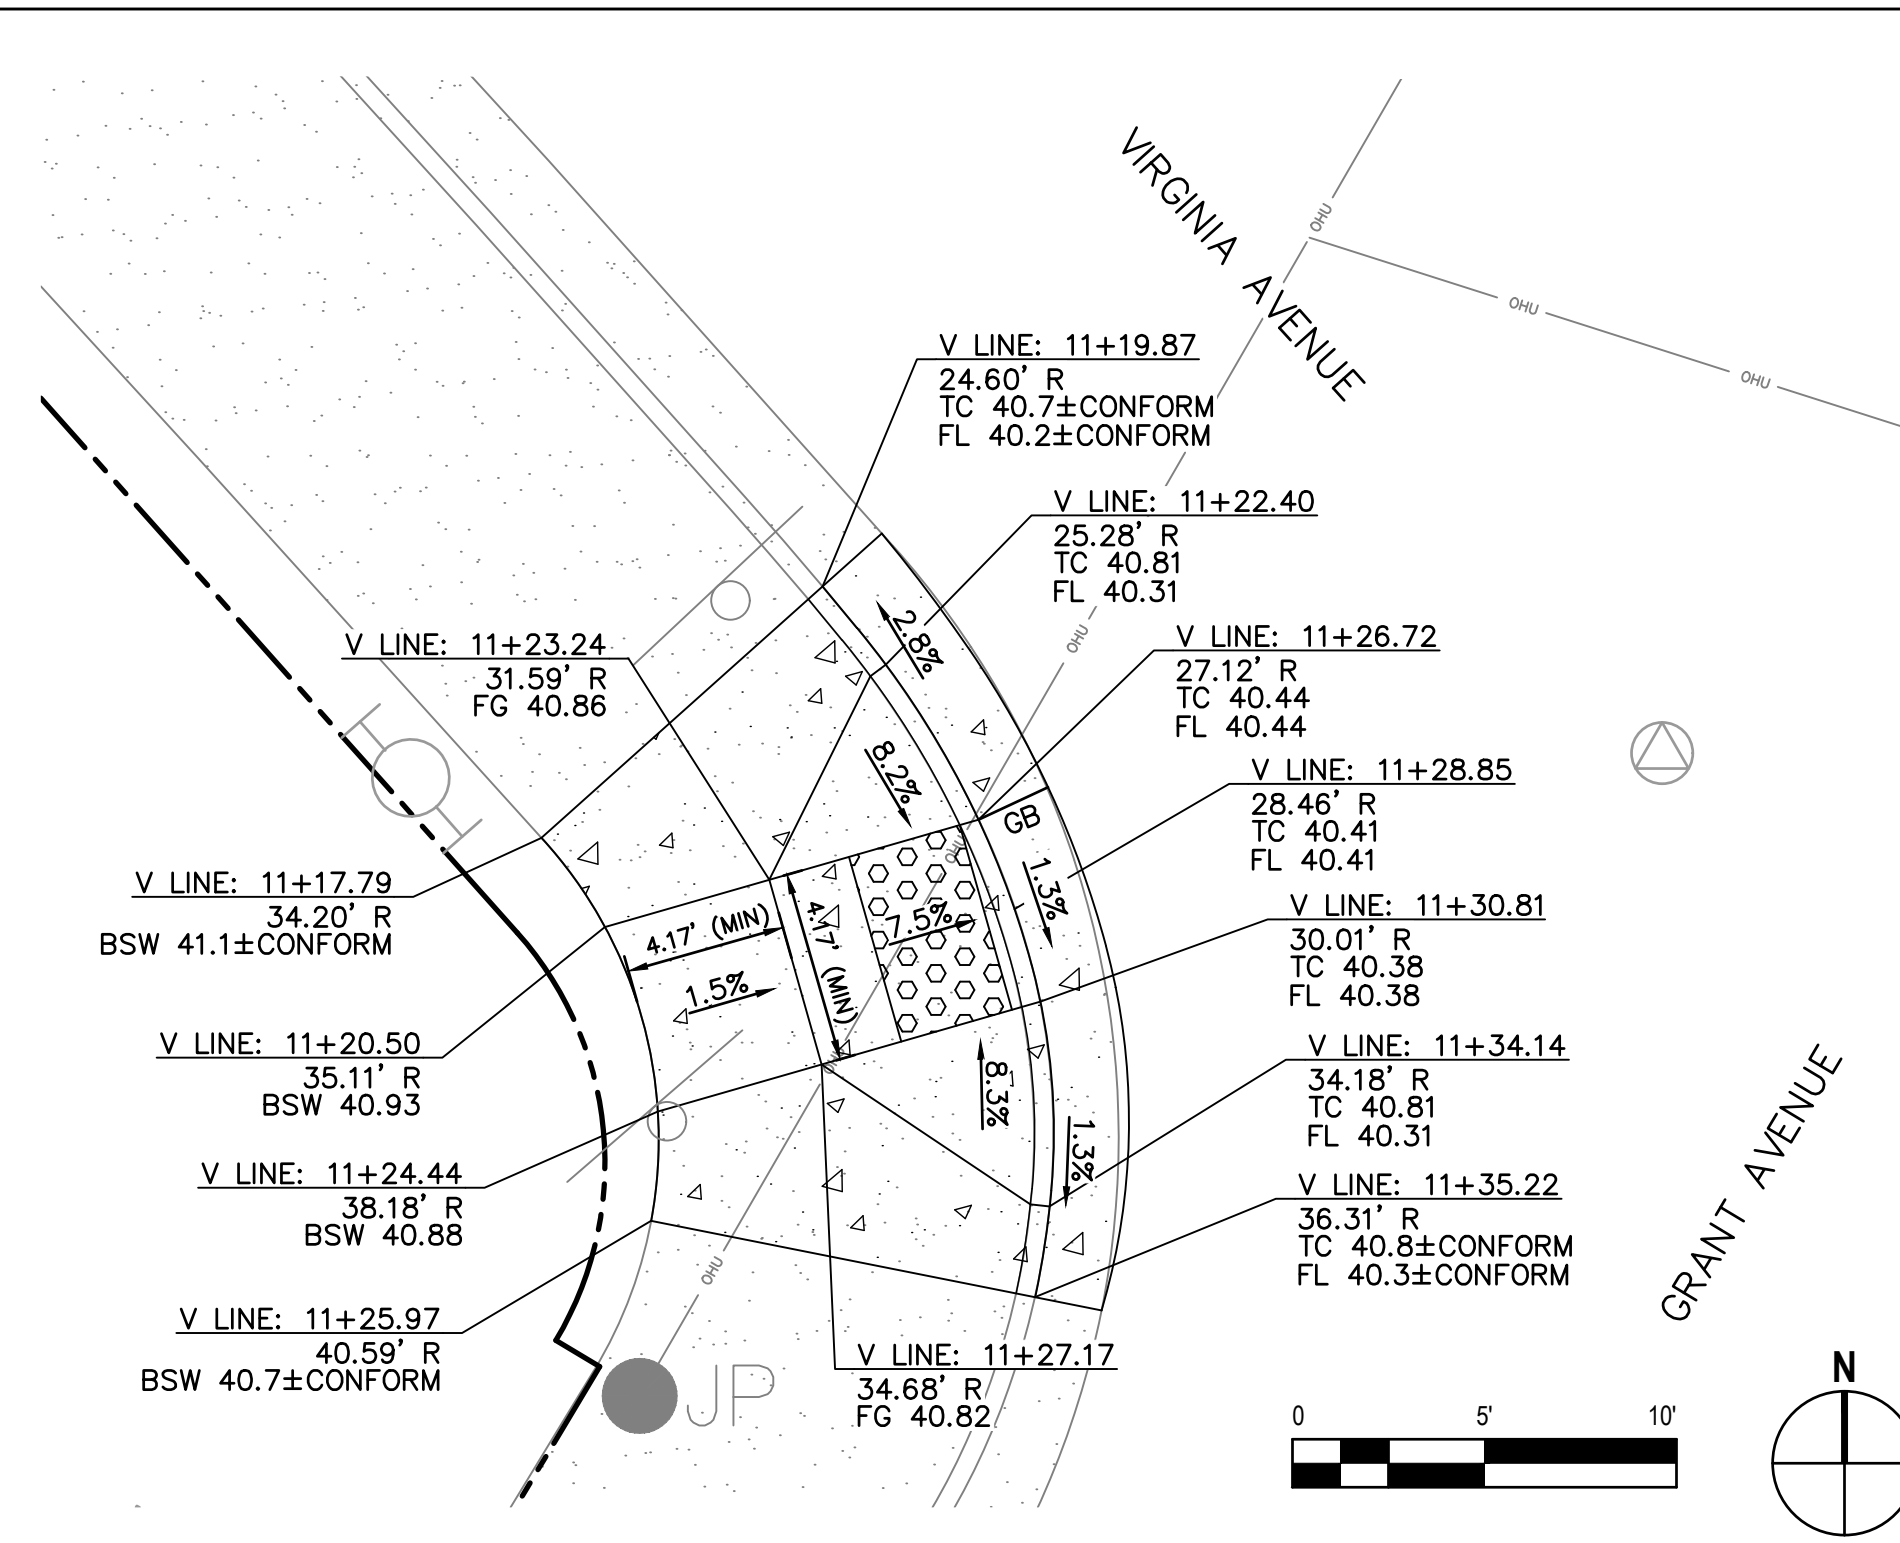 VIRGINIA AVENUE
OHU
OHU
OHU
V LINE: 11+19.87
24.60' R
TC 40.7±CONFORM
FL 40.2±CONFORM
V LINE: 11+22.40
25.28' R
TC 40.81
FL 40.31
OHU
V LINE: 11+23.24
31.59' R
FG 40.86
2.8%
V LINE: 11+26.72
27.12' R
TC 40.44
FL 40.44
8.2%
V LINE: 11+28.85
28.46' R
TC 40.41
FL 40.41
GB
OHU
1.3%
V LINE: 11+17.79
34.20' R
BSW 41.1±CONFORM
4.17' (MIN)
4.17' (MIN)
7.5%
V LINE: 11+30.81
30.01' R
TC 40.38
FL 40.38
1.5%
V LINE: 11+20.50
35.11' R
BSW 40.93
OHU
8.3%
V LINE: 11+34.14
34.18' R
TC 40.81
FL 40.31
1.3%
V LINE: 11+24.44
38.18' R
BSW 40.88
V LINE: 11+35.22
36.31' R
TC 40.8±CONFORM
FL 40.3±CONFORM
GRANT AVENUE
OHU
V LINE: 11+25.97
40.59' R
BSW 40.7±CONFORM
JP
V LINE: 11+27.17
34.68' R
FG 40.82
0 5' 10'
N